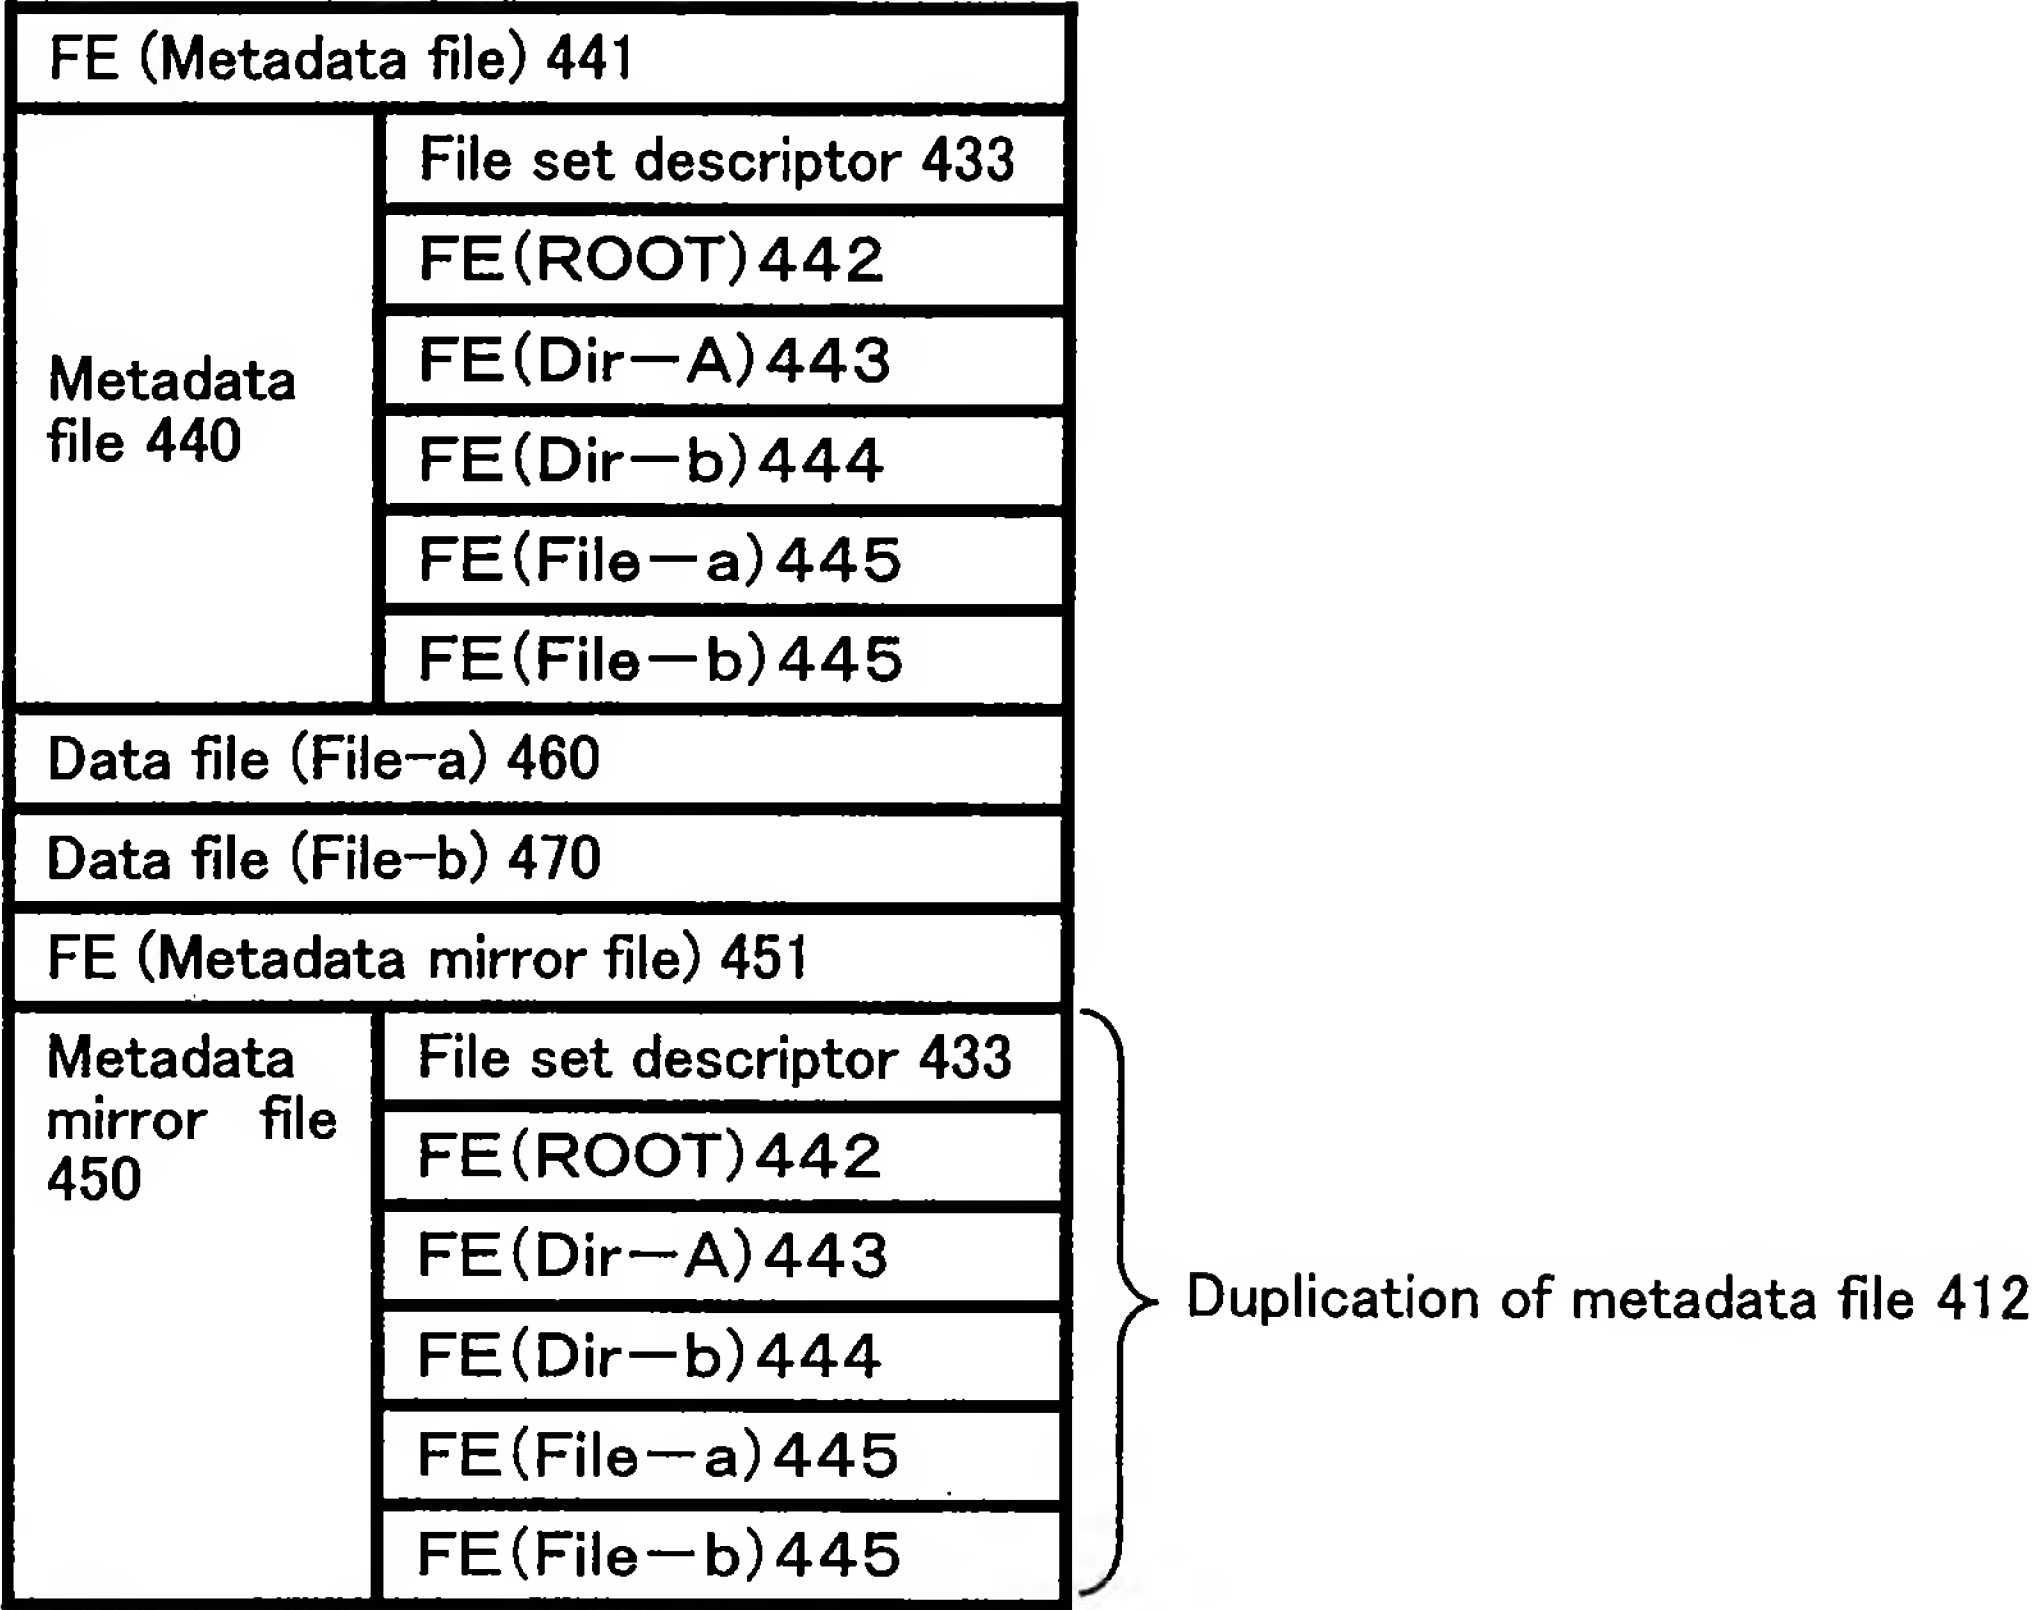 FE (Metadata file) 441
File set descriptor 433
FE(ROOT)442
FE(Dir-A)443
Metadata
file 440
FE(Dir-b)444
FE(File-a)445
FE(File-b)445
Data file (File-a) 460
Data file (File-b) 470
FE (Metadata mirror file) 451
Metadata
mirror file
450
File set descriptor 433
FE(ROOT)442
FE(Dir-A)443
FE(Dir-b)444
FE(File-a)445
FE(File-b)445
Duplication of metadata file 412